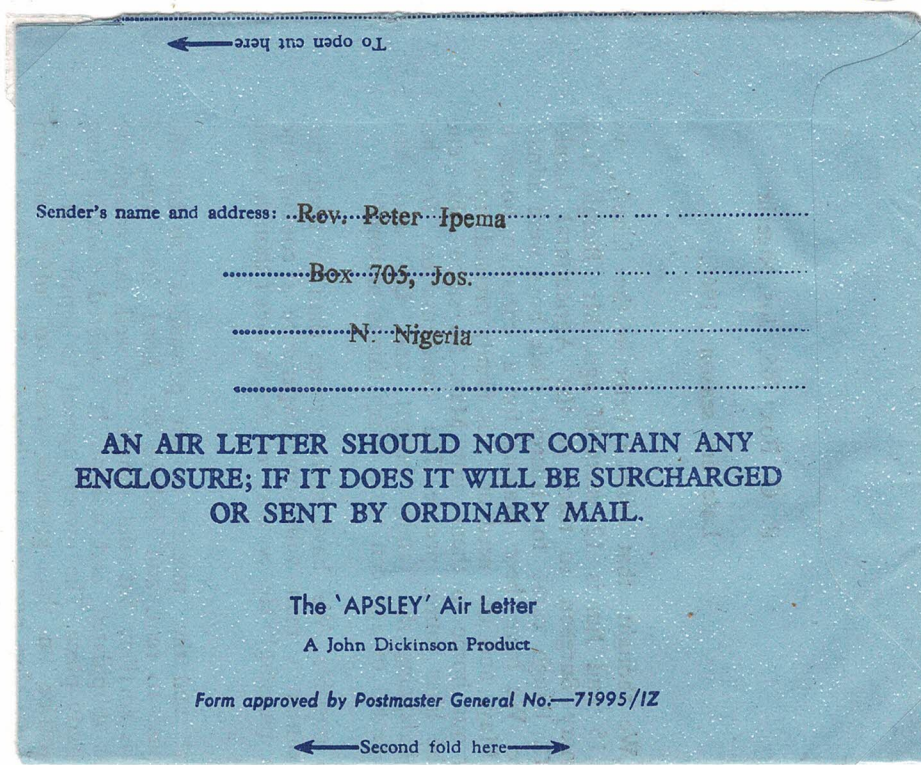 To open cut here
Sender's name and address: Rev. Peter Ipema
Box 705, Jos.
N. Nigeria
AN AIR LETTER SHOULD NOT CONTAIN ANY
ENCLOSURE; IF IT DOES IT WILL BE SURCHARGED
OR SENT BY ORDINARY MAIL.
The 'APSLEY' Air Letter
A John Dickinson Product
Form approved by Postmaster General No.—71995/1Z
Second fold here